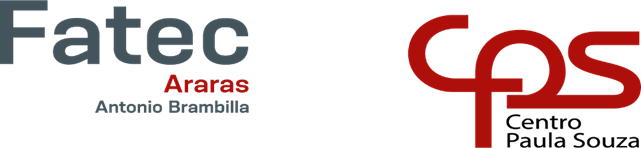 Fatec
Araras
Antonio Brambilla
cps
Centro
Paula Souza